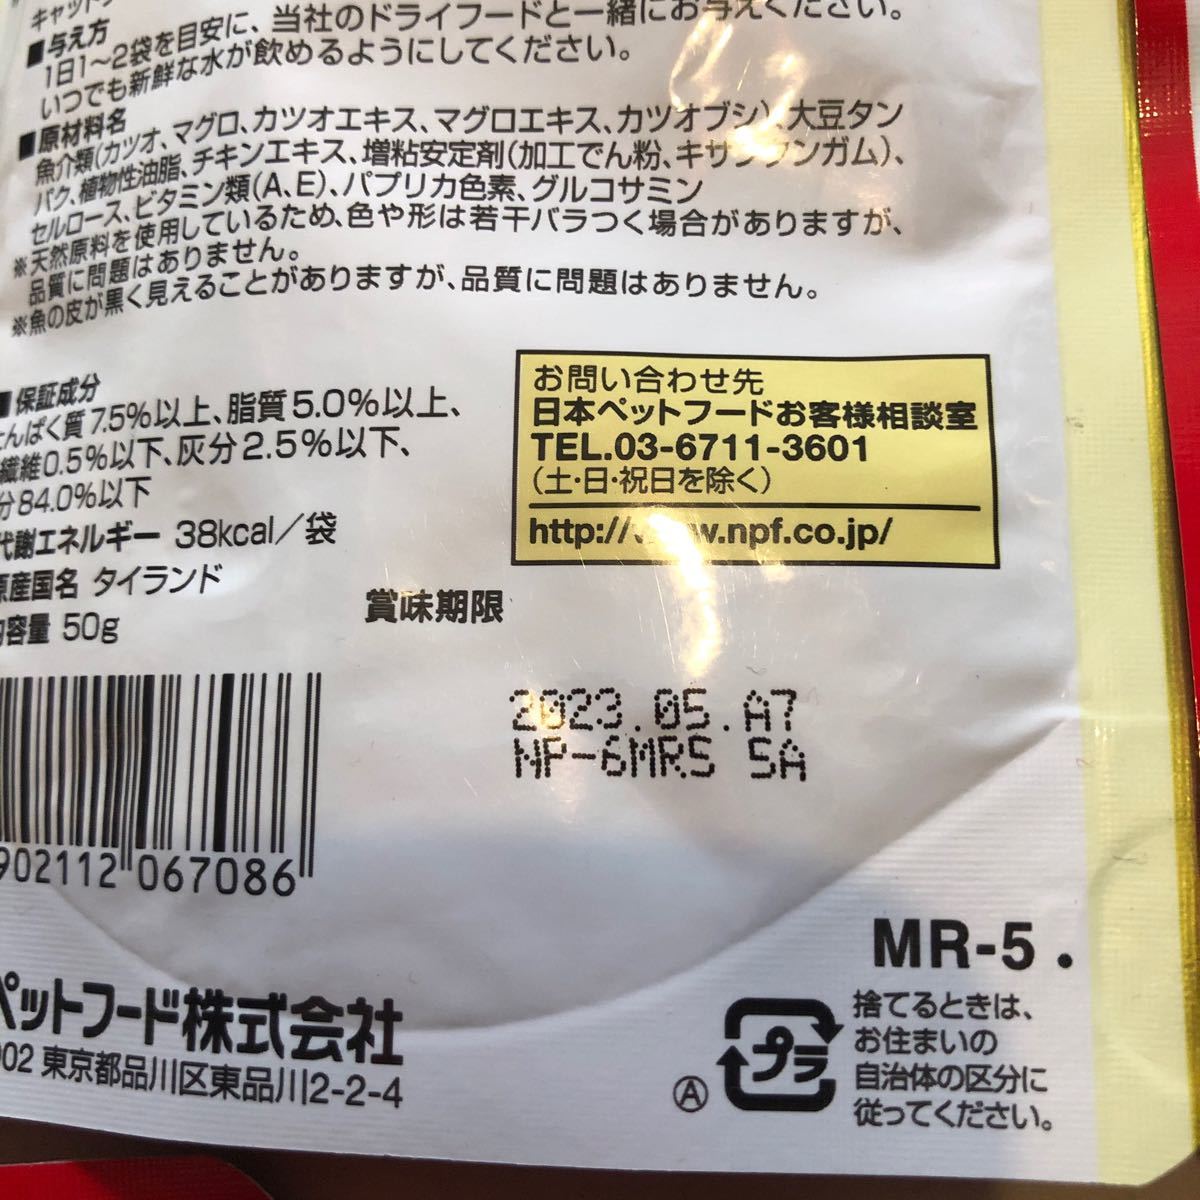 ■与え方
1日1〜2袋を目安に、当社のドライフードと一緒にお与えください。
いつでも新鮮な水が飲めるようにしてください。
■原材料名
魚介類(カツオ、マグロ、カツオエキス、マグロエキス、カツオブシ)、大豆タン
パク、植物性油脂、チキンエキス、増粘安定剤(加工でん粉、キサンタンガム)、
セルロース、ビタミン類(A、E)、パプリカ色素、グルコサミン
※天然原料を使用しているため、色や形は若干バラつく場合がありますが、
品質に問題はありません。
※魚の皮が黒く見えることがありますが、品質に問題はありません。
■保証成分
たんぱく質7.5%以上、脂質5.0%以上、
繊維0.5%以下、灰分2.5%以下、
分84.0%以下
代謝エネルギー 38kcal/袋
原産国名 タイランド
内容量 50g
お問い合わせ先
日本ペットフードお客様相談室
TEL.03-6711-3601
(土・日・祝日を除く)
http://www.npf.co.jp/
賞味期限
2023.05.A7
NP-6MRS 5A
902112 067086
MR-5.
ペットフード株式会社
002 東京都品川区東品川2-2-4
Ⓐ
プラ
捨てるときは、
お住まいの
自治体の区分に
従ってください。